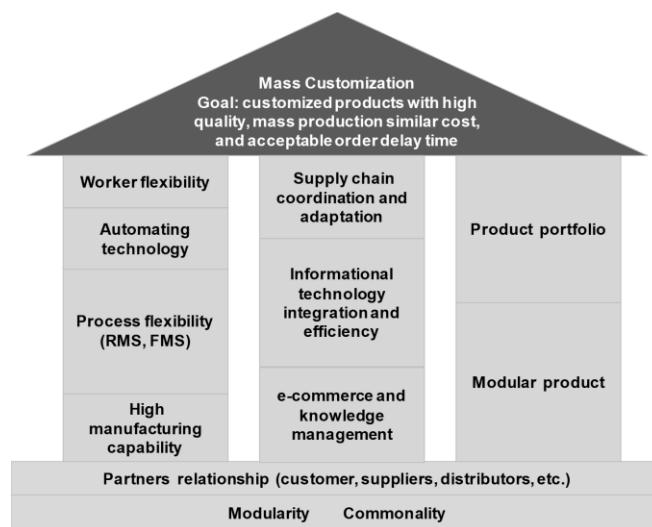 Mass Customization
Goal: customized products with high
quality, mass production similar cost,
and acceptable order delay time
Worker flexibility
Automating
technology
Process flexibility
(RMS, FMS)
High
manufacturing
capability
Supply chain
coordination and
adaptation
Informational
technology
integration and
efficiency
e-commerce and
knowledge
management
Product portfolio
Modular product
Partners relationship (customer, suppliers, distributors, etc.)
Modularity Commonality